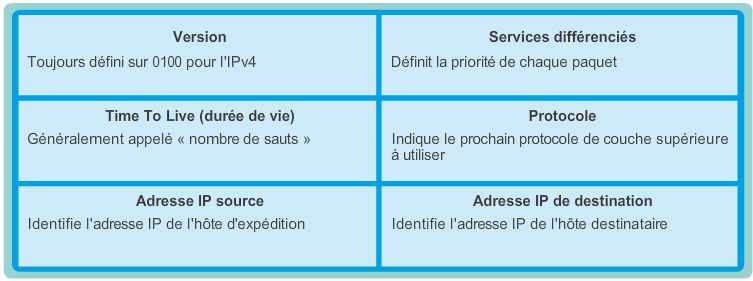 Version
Toujours défini sur 0100 pour l'IPv4
Services différenciés
Définit la priorité de chaque paquet
Time To Live (durée de vie)
Généralement appelé « nombre de sauts »
Protocole
Indique le prochain protocole de couche supérieure
à utiliser
Adresse IP source
Identifie l'adresse IP de l'hôte d'expédition
Adresse IP de destination
Identifie l'adresse IP de l'hôte destinataire